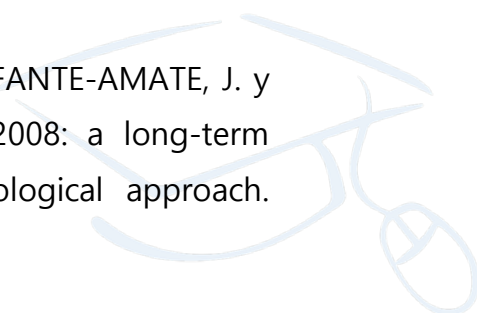 FANTE-AMATE, J. y
2008: a long-term
ological approach.